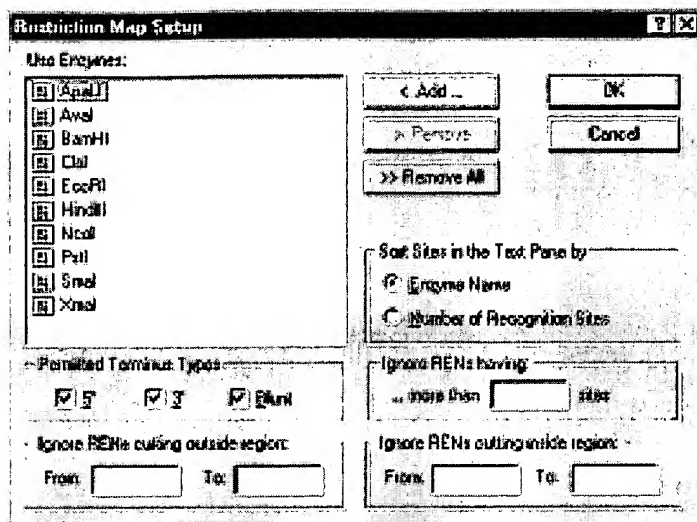 Restriction Map Setup
Use Enzymes:
ApaLI
AvaI
BamHI
ClaI
EcoRI
HindIII
NcoI
PstI
SmaI
XmaI
< Add ...
> Remove
>> Remove All
OK
Cancel
Sort Sites in the Text Pane by
Enzyme Name
Number of Recognition Sites
Permitted Terminus Types
5' 3' Blunt
Ignore RENs having:
... more than sites
Ignore RENs cutting outside region:
From: To:
Ignore RENs cutting inside region:
From: To: